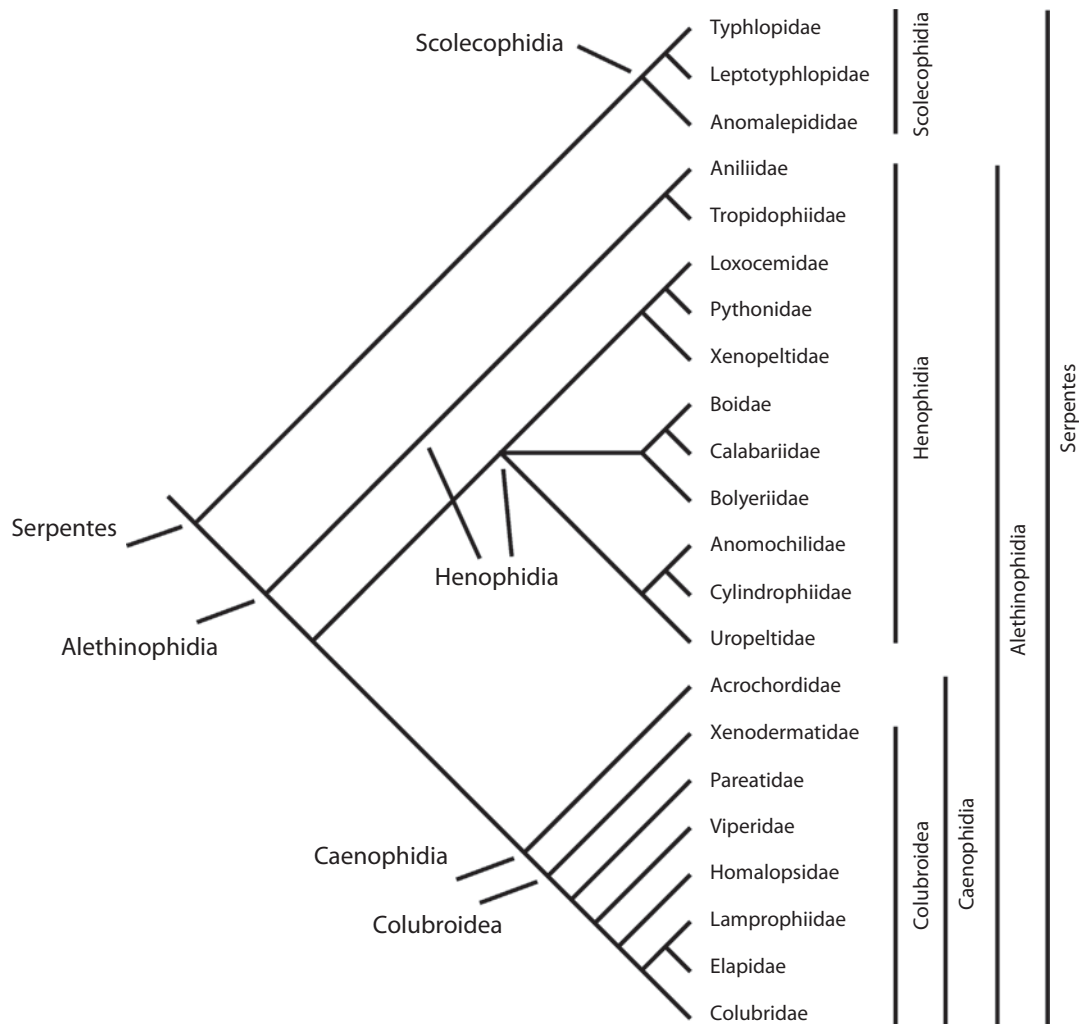 Scolecophidia
Typhlopidae
Leptotyphlopidae
Anomalepididae
Scolecophidia
Aniliidae
Tropidophiidae
Loxocemidae
Pythonidae
Xenopeltidae
Boidae
Calabariidae
Bolyeriidae
Anomochilidae
Cylindrophiidae
Uropeltidae
Henophidia
Serpentes
Serpentes
Henophidia
Alethinophidia
Alethinophidia
Acrochordidae
Xenodermatidae
Pareatidae
Viperidae
Homalopsidae
Lamprophiidae
Elapidae
Colubridae
Caenophidia
Colubroidea
Colubroidea
Caenophidia